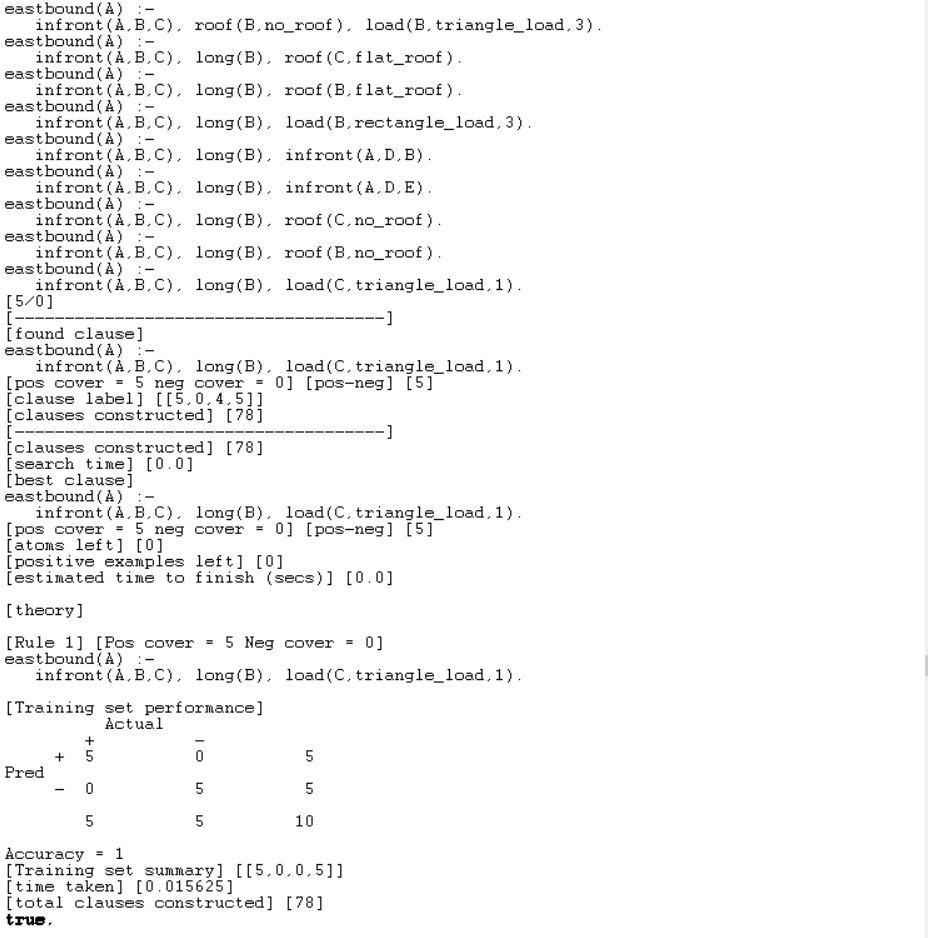 eastbound(A) :-
   infront(A,B,C), roof(B,no_roof), load(B,triangle_load,3).
eastbound(A) :-
   infront(A,B,C), long(B), roof(C,flat_roof).
eastbound(A) :-
   infront(A,B,C), long(B), roof(B,flat_roof).
eastbound(A) :-
   infront(A,B,C), long(B), load(B,rectangle_load,3).
eastbound(A) :-
   infront(A,B,C), long(B), infront(A,D,B).
eastbound(A) :-
   infront(A,B,C), long(B), infront(A,D,E).
eastbound(A) :-
   infront(A,B,C), long(B), roof(C,no_roof).
eastbound(A) :-
   infront(A,B,C), long(B), roof(B,no_roof).
eastbound(A) :-
   infront(A,B,C), long(B), load(C,triangle_load,1).
[5/0]
[-------------------------------------]
[found clause]
eastbound(A) :-
   infront(A,B,C), long(B), load(C,triangle_load,1).
[pos cover = 5 neg cover = 0] [pos-neg] [5]
[clause label] [[5,0,4,5]]
[clauses constructed] [78]
[-------------------------------------]
[clauses constructed] [78]
[search time] [0.0]
[best clause]
eastbound(A) :-
   infront(A,B,C), long(B), load(C,triangle_load,1).
[pos cover = 5 neg cover = 0] [pos-neg] [5]
[atoms left] [0]
[positive examples left] [0]
[estimated time to finish (secs)] [0.0]
[theory]
[Rule 1] [Pos cover = 5 Neg cover = 0]
eastbound(A) :-
   infront(A,B,C), long(B), load(C,triangle_load,1).
[Training set performance]
          Actual
        +          -
     +  5          0          5
Pred
     -  0          5          5
        5          5         10
Accuracy = 1
[Training set summary] [[5,0,0,5]]
[time taken] [0.015625]
[total clauses constructed] [78]
true.